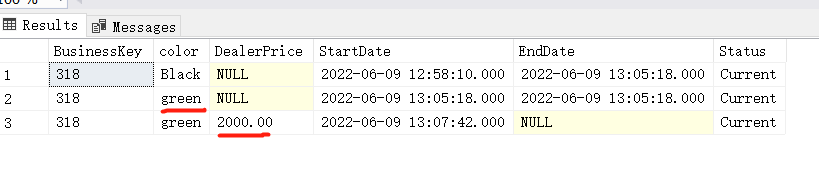 100 %
Results Messages
BusinessKey color DealerPrice StartDate EndDate Status
1 318 Black NULL 2022-06-09 12:58:10.000 2022-06-09 13:05:18.000 Current
2 318 green NULL 2022-06-09 13:05:18.000 2022-06-09 13:05:18.000 Current
3 318 green 2000.00 2022-06-09 13:07:42.000 NULL Current